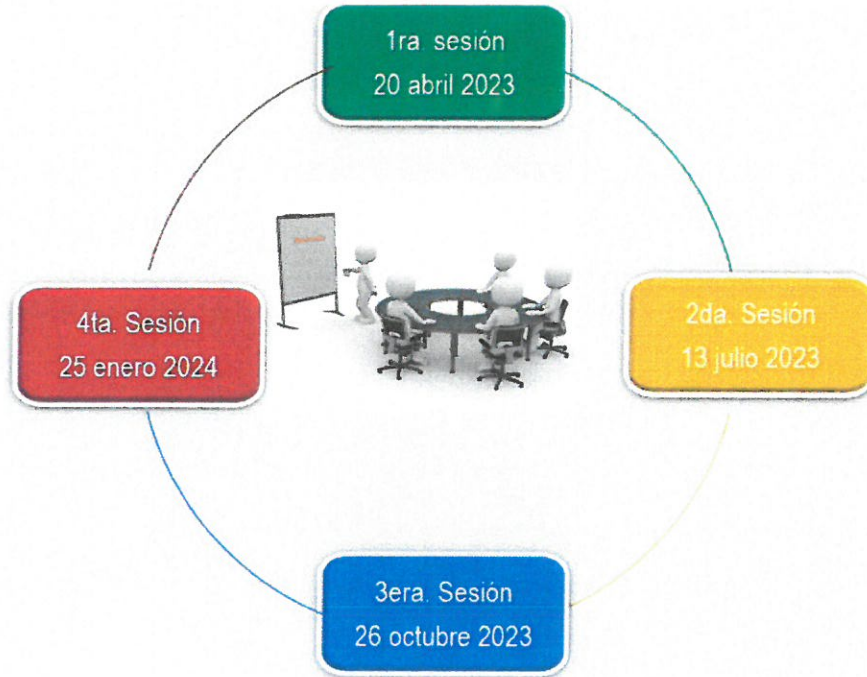 1ra. sesión
20 abril 2023
2da. Sesión
13 julio 2023
3era. Sesión
26 octubre 2023
4ta. Sesión
25 enero 2024